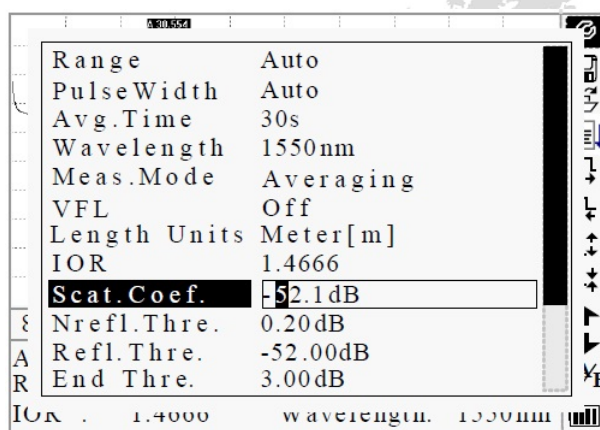 A 30.554
Range Auto
PulseWidth Auto
Avg.Time 30s
Wavelength 1550nm
Meas.Mode Averaging
VFL Off
Length Units Meter[m]
IOR 1.4666
Scat.Coef. -52.1dB
Nrefl.Thre. 0.20dB
Refl.Thre. -52.00dB
End Thre. 3.00dB
A
R
IOR : 1.4666 Wavelength: 1550nm